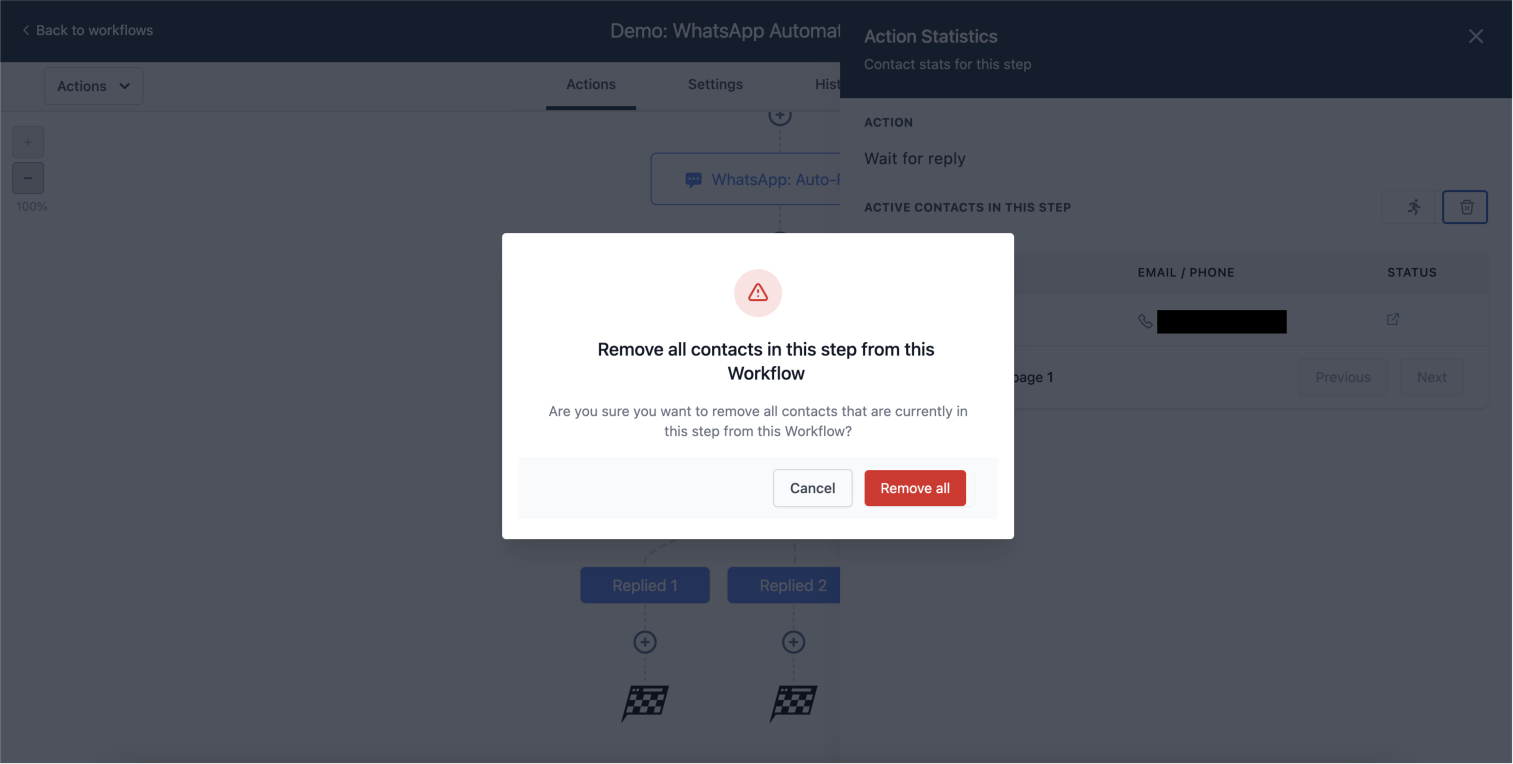 Back to workflows
Demo: WhatsApp Automat
Action Statistics
Contact stats for this step
Actions
Actions
Settings
Hist
ACTION
Wait for reply
100%
WhatsApp: Auto-R
ACTIVE CONTACTS IN THIS STEP
EMAIL / PHONE
STATUS
Remove all contacts in this step from this
Workflow
Are you sure you want to remove all contacts that are currently in
this step from this Workflow?
page 1
Previous
Next
Cancel
Remove all
Replied 1
Replied 2